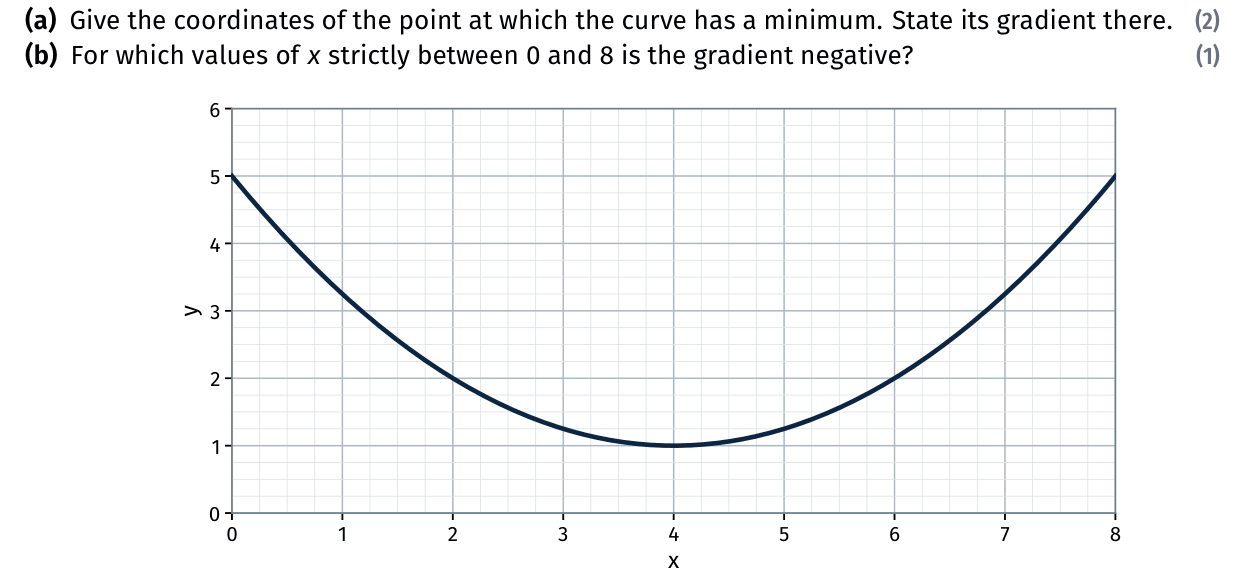 (a) Give the coordinates of the point at which the curve has a minimum. State its gradient there. (2)
(b) For which values of x strictly between 0 and 8 is the gradient negative? (1)
6
5
4
3
2
1
0
y
0 1 2 3 4 5 6 7 8
x